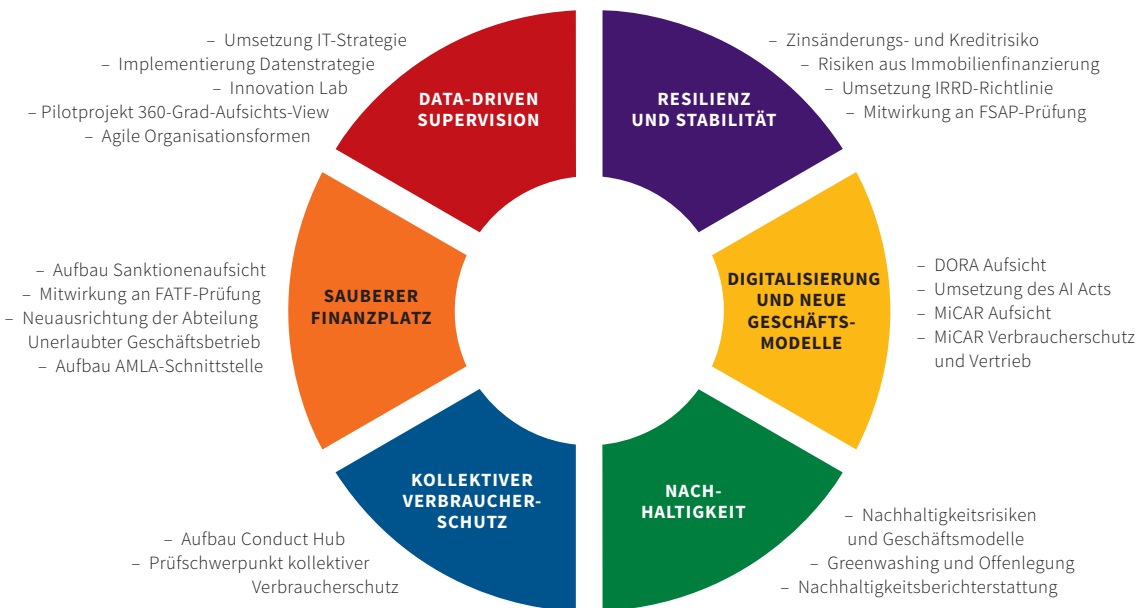 – Umsetzung IT-Strategie
– Implementierung Datenstrategie
– Innovation Lab
– Pilotprojekt 360-Grad-Aufsichts-View
– Agile Organisationsformen
DATA-DRIVEN
SUPERVISION
RESILIENZ
UND STABILITÄT
– Zinsänderungs- und Kreditrisiko
– Risiken aus Immobilienfinanzierung
– Umsetzung IRRD-Richtlinie
– Mitwirkung an FSAP-Prüfung
– Aufbau Sanktionenaufsicht
– Mitwirkung an FATF-Prüfung
– Neuausrichtung der Abteilung
Unerlaubter Geschäftsbetrieb
– Aufbau AMLA-Schnittstelle
SAUBERER
FINANZPLATZ
DIGITALISIERUNG
UND NEUE
GESCHÄFTS-
MODELLE
– DORA Aufsicht
– Umsetzung des AI Acts
– MiCAR Aufsicht
– MiCAR Verbraucherschutz
und Vertrieb
– Aufbau Conduct Hub
– Prüfschwerpunkt kollektiver
Verbraucherschutz
KOLLEKTIVER
VERBRAUCHER-
SCHUTZ
NACH-
HALTIGKEIT
– Nachhaltigkeitsrisiken
und Geschäftsmodelle
– Greenwashing und Offenlegung
– Nachhaltigkeitsberichterstattung